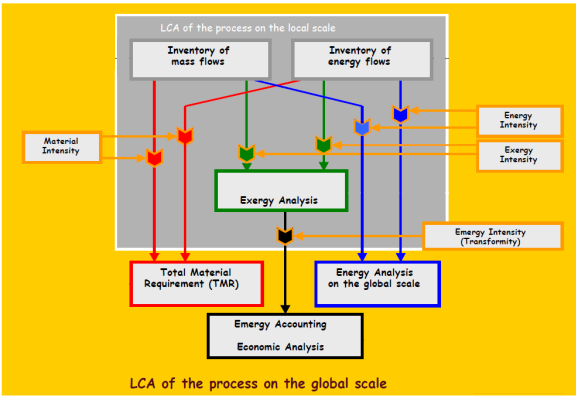 LCA of the process on the local scale
Inventory of
mass flows
Inventory of
energy flows
Material
Intensity
Energy
Intensity
Exergy
Intensity
Exergy Analysis
Emergy Intensity
(Transformity)
Total Material
Requirement (TMR)
Energy Analysis
on the global scale
Emergy Accounting
Economic Analysis
LCA of the process on the global scale